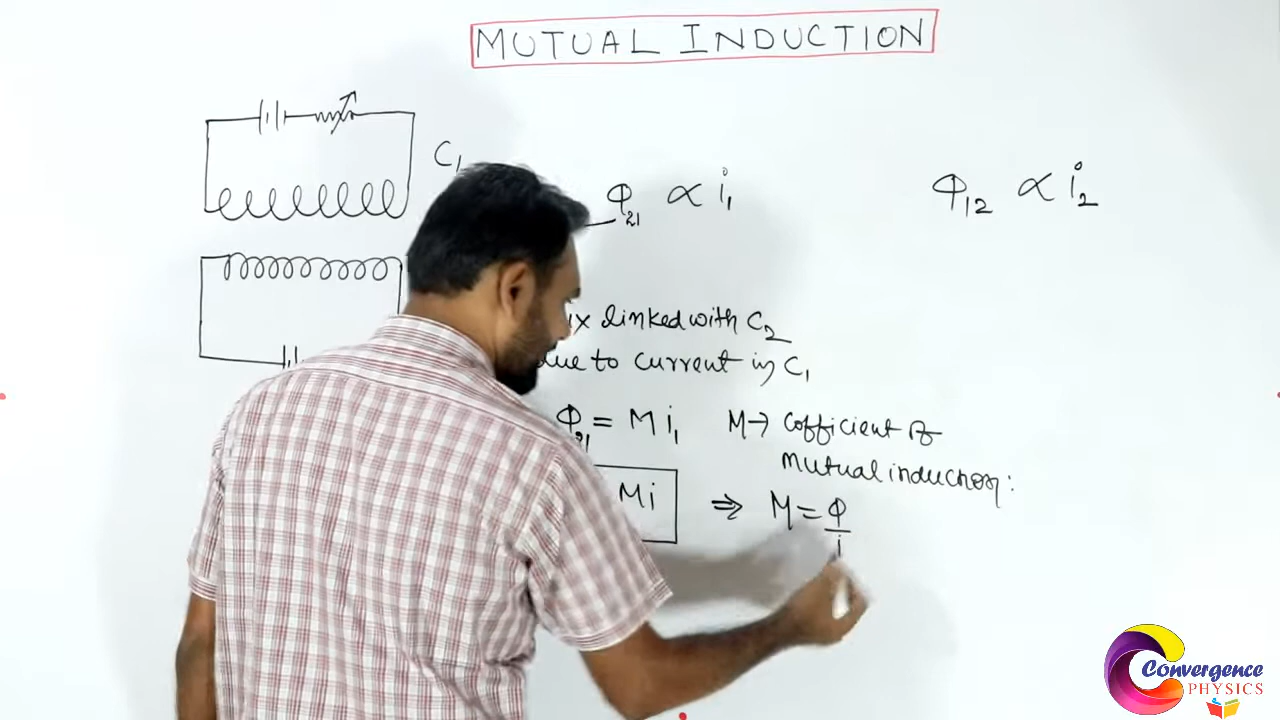 MUTUAL INDUCTION
C₁
Φ₂₁ ∝ i₁
Φ₁₂ ∝ i₂
linked with C₂
due to current in C₁
Φ₂₁ = M i₁
M → Cofficient of
Mutual induction:
Mi
⇒ M = Φ/i
Convergence
PHYSICS